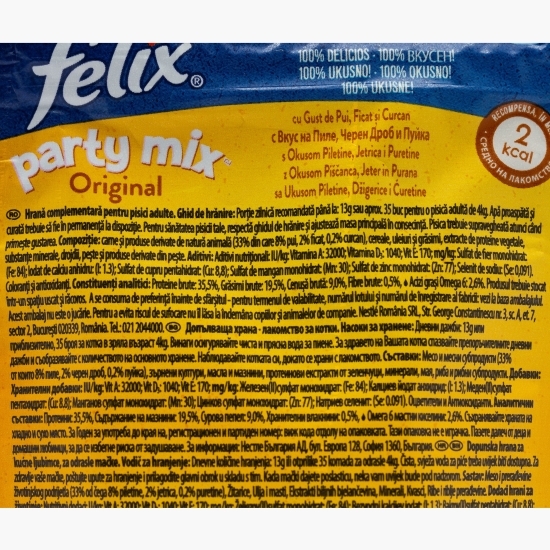 felix®
100% DELICIOS · 100% ВКУСЕН!
100% UKUSNO! · 100% OKUSNO!
100% UKUSNE!
party mix
Original
cu Gust de Pui, Ficat și Curcan
с Вкус на Пиле, Черен Дроб и Пуйка
s Okusom Piletine, Jetrica i Puretine
z Okusom Piščanca, Jeter in Purana
sa Ukusom Piletine, Džigerice i Ćuretine
RECOMPENSA,
2
kcal
СРЕДНО НА ЛАКОМСТ
RO Hrană complementară pentru pisici adulte. Ghid de hrănire: Porție zilnică recomandată până la: 13g sau aprox. 35 buc pentru o pisică adultă de 4kg. Apă proaspătă și
curată trebuie să fie în permanență la dispoziție. Pentru sănătatea pisicii tale, respectă ghidul de hrănire și ajustează masa principală în consecință. Pisica trebuie supravegheată atunci când
primește gustarea. Compoziție: carne și produse derivate de natură animală (33% din care 8% pui, 2% ficat, 0.2% curcan), cereale, uleiuri și grăsimi, extracte de proteine vegetale,
substanțe minerale, drojdii, pește și produse derivate din pește. Aditivi: Aditivi nutriționali: IU/kg: Vitamina A: 32000; Vitamina D₃: 1040; Vit E: 170; mg/kg: Sulfat de fier monohidrat:
(Fe: 84); Iodat de calciu anhidru: (I: 1.3); Sulfat de cupru pentahidrat: (Cu: 8,8); Sulfat de mangan monohidrat: (Mn: 30); Sulfat de zinc monohidrat: (Zn: 77); Selenit de sodiu: (Se: 0,091).
Coloranți și antioxidanți. Constituenți analitici: Proteine brute: 35,5%, Grăsimi brute: 19,5%, Cenușă brută: 9,0%, Fibre brute: 0,5%, • Acizi grași Omega 6: 2,6%. Produsul trebuie stocat
într-un spațiu uscat și răcoros. A se consuma de preferință înainte de sfârșitul - pentru termenul de valabilitate, numărul lotului și numărul de înregistrare al fabricii: vezi la baza ambalajului.
Acest ambalaj nu este o jucărie. Pentru a evita riscul de sufocare nu îl lăsa la îndemâna copiilor și animalelor de companie. Nestlé România SRL, Str. George Constantinescu nr. 3, sc. A, et. 7,
sector 2, București 020339, România. Tel.: 021 2044000. BG Допълваща храна - лакомство за котки. Насоки за хранене: Дневни дажби: 13гр или
приблизително, 35 броя за котка в зряла възраст 4kg. Винаги осигурявайте чиста и прясна вода за пиене. За здравето на Вашата котка спазвайте препоръчителните дневни
дажби и съобразявайте с количеството на основното хранене. Наблюдавайте котката си, докато се храни с лакомството. Съставки: Месо и месни субпродукти (33%
от които 8% пиле, 2% черен дроб, 0,2% пуйка), зърнени култури, масла и мазнини, протеинови екстракти от зеленчуци, минерали, мая, риба и рибни субпродукти. Добавки:
Хранителни добавки: IU/kg: Vit A: 32000; Vit D₃: 1040; Vit E: 170; mg/kg: Железен(II)сулфат монохидрат: (Fe: 84); Калциев йодат анхидрид: (I: 1.3); Меден(II)сулфат
пентахидрат: (Cu: 8.8); Манганов сулфат монохидрат: (Mn: 30); Цинков сулфат монохидрат: (Zn: 77); Натриев селенит: (Se: 0.091). Оцветители и Антиоксиданти. Аналитични
съставки: Протеини: 35,5%, Съдържание на мазнини: 19,5%, Сурова пепел: 9,0%, Хранителни влакнини: 0,5%, • Омега 6 мастни киселини: 2,6%. Съхранявайте храната на
хладно и сухо място. За Годен за употреба до края на, регистрационен и партиден номер: виж кода отдолу на опаковката. Тази опаковка не е играчка. Пазете далеч от деца и
домашни любимци, за да се избегне риска от задушаване. За информация: Нестле България АД, бул. Европа 128, София 1360, България. HR BS Dopunska hrana za
kućne ljubimce, za odrasle mačke. Vodič za hranjenje: Dnevne količine hranjenja: 13g ili otprilike 35 komada za odrasle 4kg. Čista, svježa voda za piće treba uvijek biti dostupna. Za
zdravlje vaše mačke, poštujte upute za hranjenje i prilagodite glavni obrok u skladu s tim. Kada mački dajete poslasticu, neka vam uvijek bude pod nadzorom. Sastav: Meso i prerađevine
životinjskog podrijetla (33% od čega 8% piletine, 2% jetrica, 0,2% puretine), Žitarice, Ulja i masti, Ekstrakti biljnih bjelančevina, Minerali, Kvasci, Ribe i riblje prerađevine. Dodaci hrani za